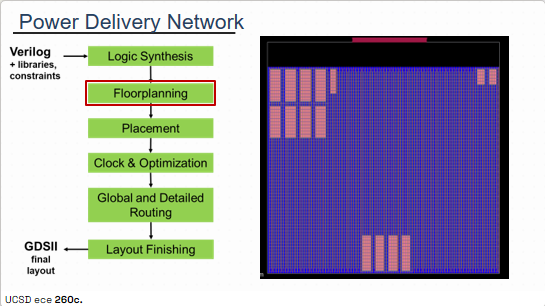 Power Delivery Network
Verilog
+ libraries,
constraints
Logic Synthesis
Floorplanning
Placement
Clock & Optimization
Global and Detailed
Routing
GDSII
final
layout
Layout Finishing
UCSD ece 260c.